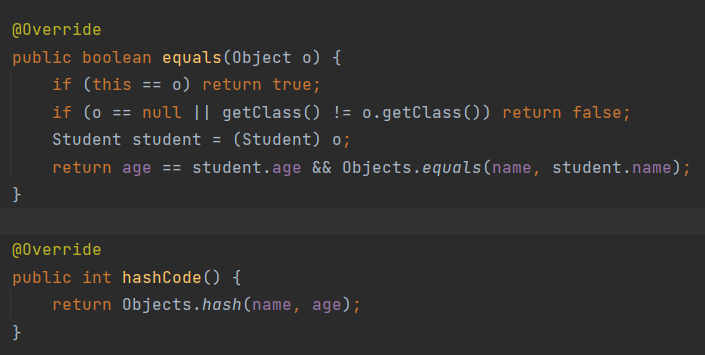 @Override
public boolean equals(Object o) {
    if (this == o) return true;
    if (o == null || getClass() != o.getClass()) return false;
    Student student = (Student) o;
    return age == student.age && Objects.equals(name, student.name);
}
@Override
public int hashCode() {
    return Objects.hash(name, age);
}